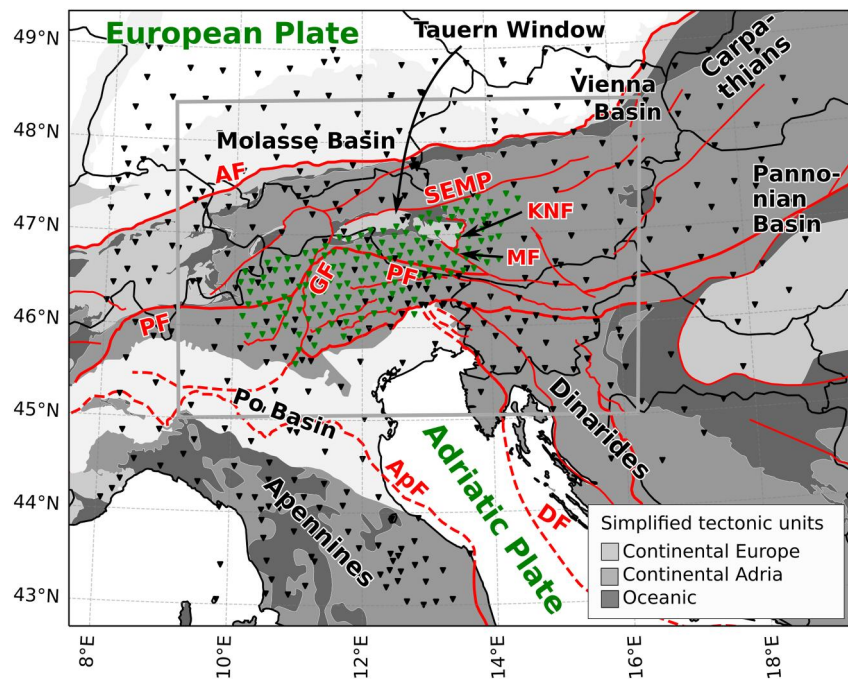 49°N
48°N
47°N
46°N
45°N
44°N
43°N
European Plate
Tauern Window
Carpa-
thians
Vienna
Basin
Molasse Basin
AF
SEMP
KNF
Panno-
nian
Basin
MF
GF
PF
PF
Po Basin
Dinarides
Adriatic Plate
ApF
Apennines
DF
Simplified tectonic units
Continental Europe
Continental Adria
Oceanic
8°E
10°E
12°E
14°E
16°E
18°E